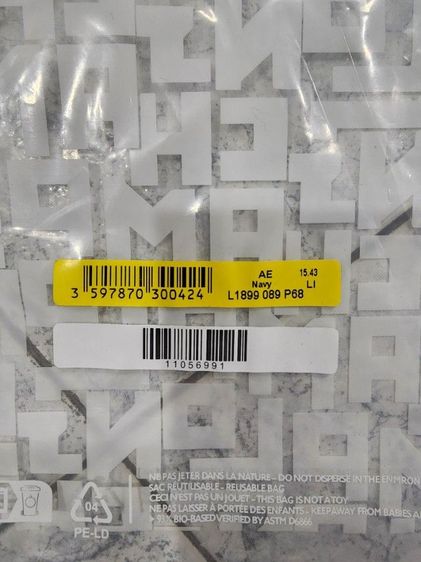 AE 15.43
Navy LI
3 597870 300424 L1899 089 P68
11056991
NE PAS JETER DANS LA NATURE - DO NOT DISPERSE IN THE ENVIRON
SAC RÉUTILISABLE - REUSABLE BAG
CECI N'EST PAS UN JOUET - THIS BAG IS NOT A TOY
NE PAS LAISSER À PORTÉE DES ENFANTS - KEEP AWAY FROM BABIES A
> 93% BIO-BASED VERIFIED BY ASTM D6866
04
PE-LD